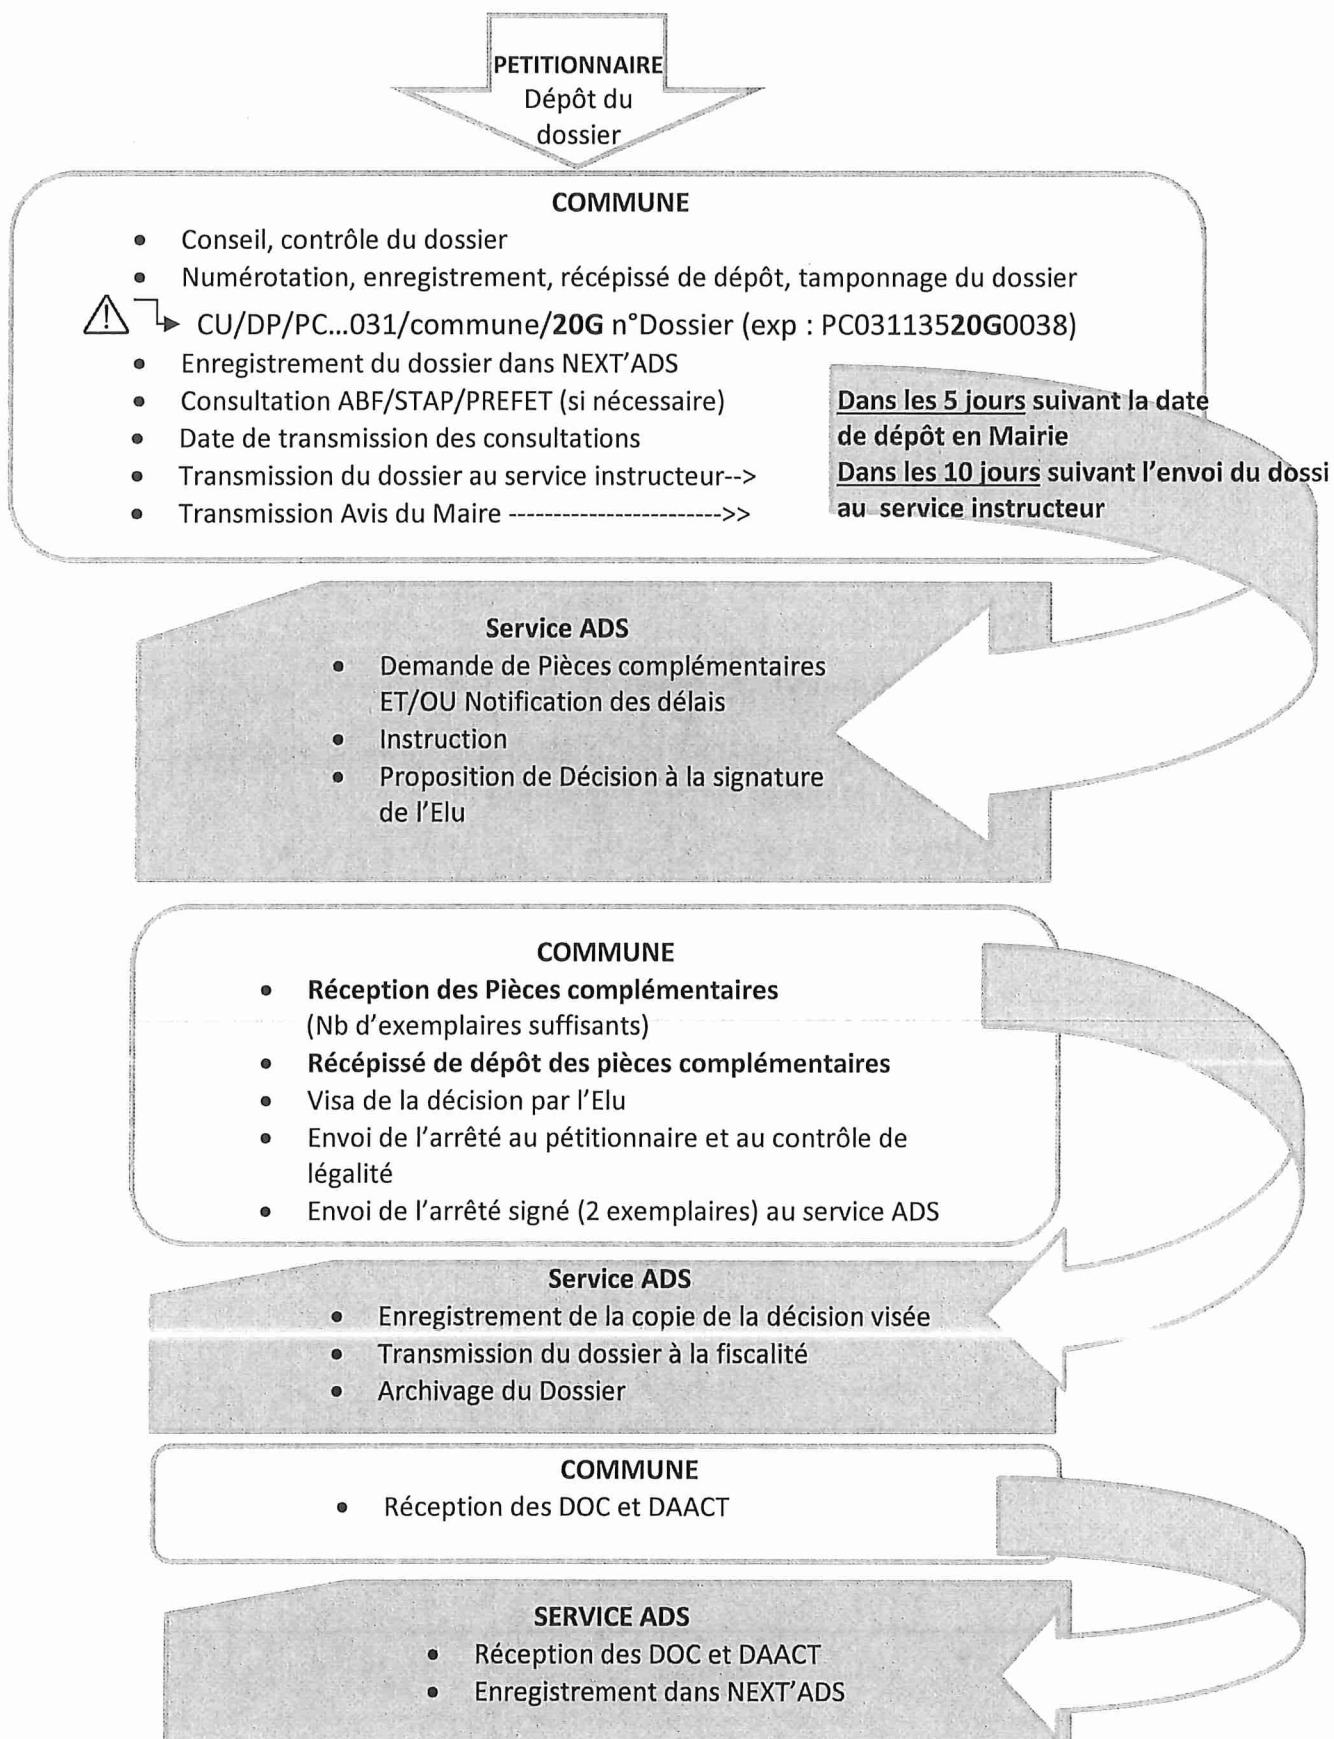 PETITIONNAIRE
Dépôt du
dossier
COMMUNE
• Conseil, contrôle du dossier
• Numérotation, enregistrement, récépissé de dépôt, tamponnage du dossier
CU/DP/PC...031/commune/20G n°Dossier (exp : PC03113520G0038)
• Enregistrement du dossier dans NEXT'ADS
• Consultation ABF/STAP/PREFET (si nécessaire)
• Date de transmission des consultations
• Transmission du dossier au service instructeur-->
• Transmission Avis du Maire ------------------------>>
Dans les 5 jours suivant la date
de dépôt en Mairie
Dans les 10 jours suivant l'envoi du dossi
au service instructeur
Service ADS
• Demande de Pièces complémentaires
ET/OU Notification des délais
• Instruction
• Proposition de Décision à la signature
de l'Elu
COMMUNE
• Réception des Pièces complémentaires
(Nb d'exemplaires suffisants)
• Récépissé de dépôt des pièces complémentaires
• Visa de la décision par l'Elu
• Envoi de l'arrêté au pétitionnaire et au contrôle de
légalité
• Envoi de l'arrêté signé (2 exemplaires) au service ADS
Service ADS
• Enregistrement de la copie de la décision visée
• Transmission du dossier à la fiscalité
• Archivage du Dossier
COMMUNE
• Réception des DOC et DAACT
SERVICE ADS
• Réception des DOC et DAACT
• Enregistrement dans NEXT'ADS